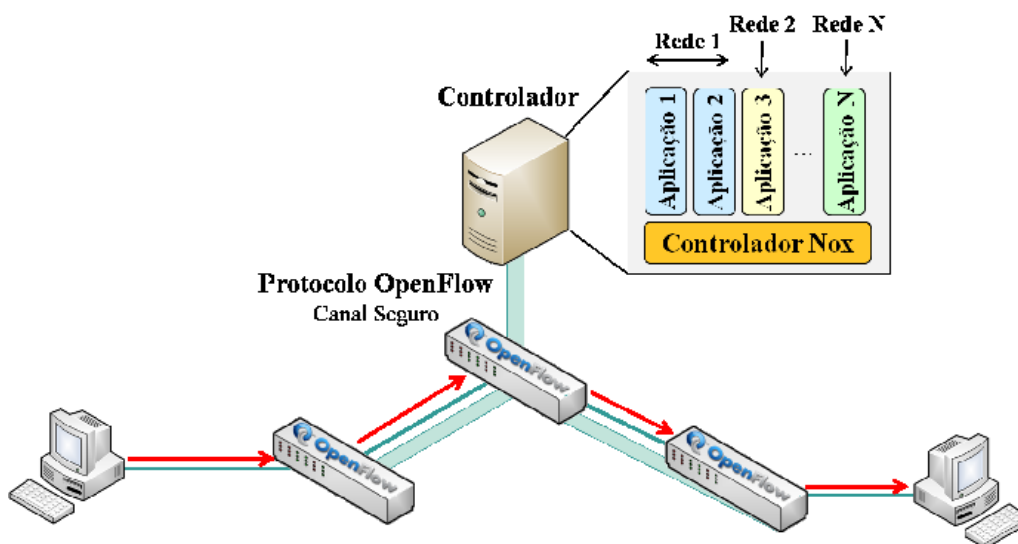 Rede 1
Rede 2
Rede N
Controlador
Aplicação 1
Aplicação 2
Aplicação 3
...
Aplicação N
Controlador Nox
Protocolo OpenFlow
Canal Seguro
OpenFlow
OpenFlow
OpenFlow